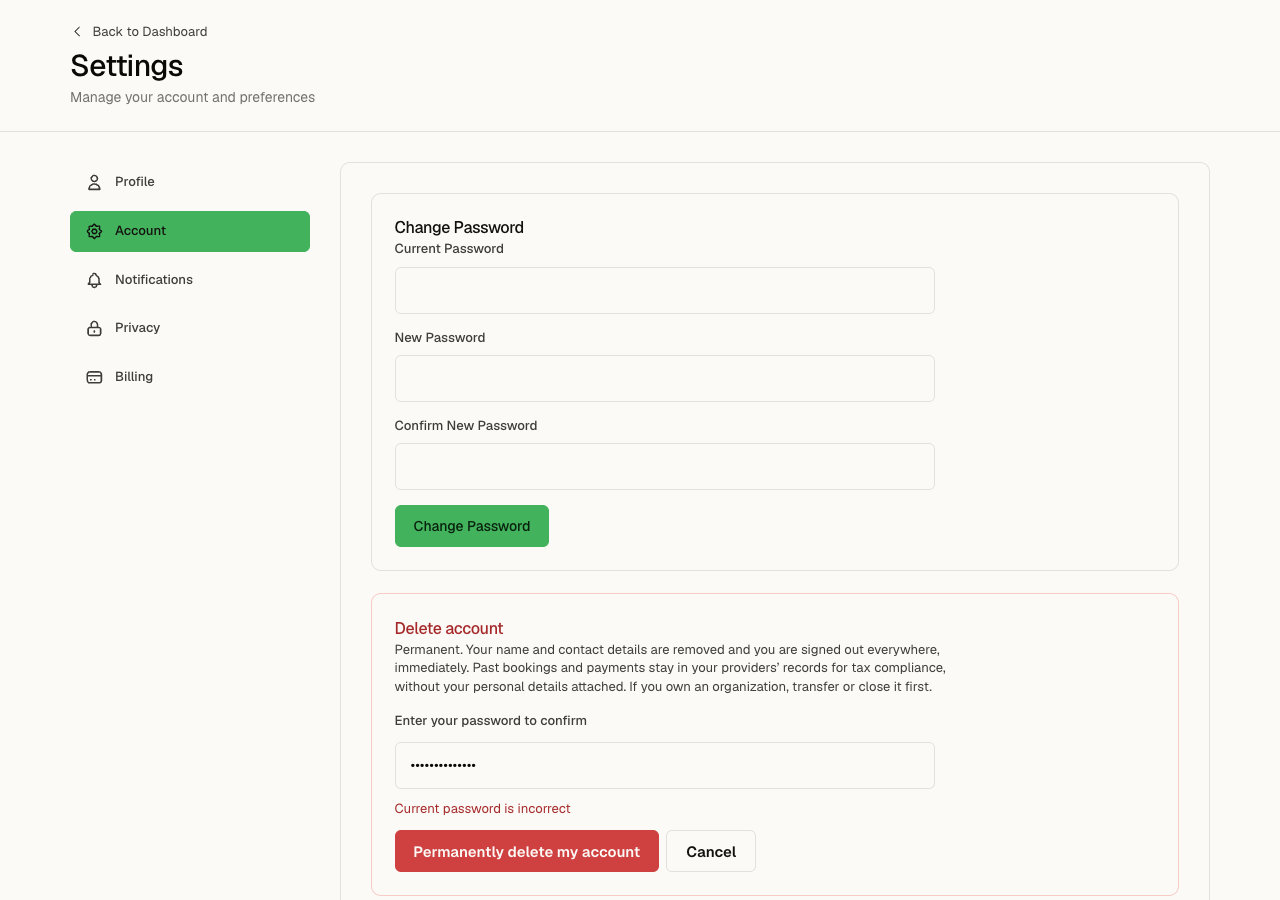 Back to Dashboard
Settings
Manage your account and preferences
Profile
Account
Notifications
Privacy
Billing
Change Password
Current Password
New Password
Confirm New Password
Change Password
Delete account
Permanent. Your name and contact details are removed and you are signed out everywhere,
immediately. Past bookings and payments stay in your providers’ records for tax compliance,
without your personal details attached. If you own an organization, transfer or close it first.
Enter your password to confirm
••••••••••••••
Current password is incorrect
Permanently delete my account
Cancel